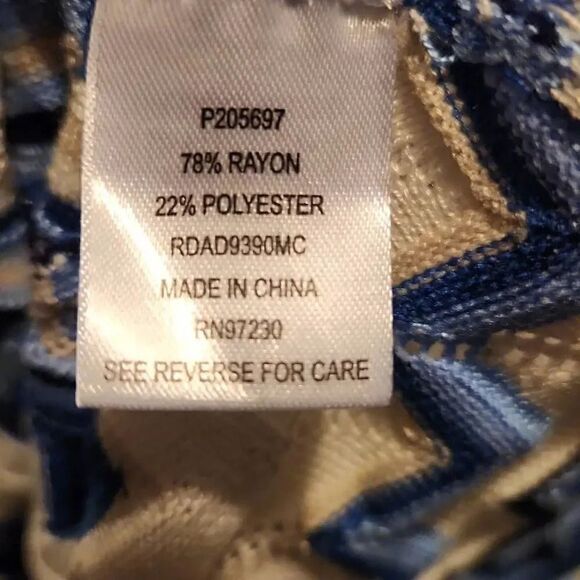 P205697
78% RAYON
22% POLYESTER
RDAD9390MC
MADE IN CHINA
RN97230
SEE REVERSE FOR CARE